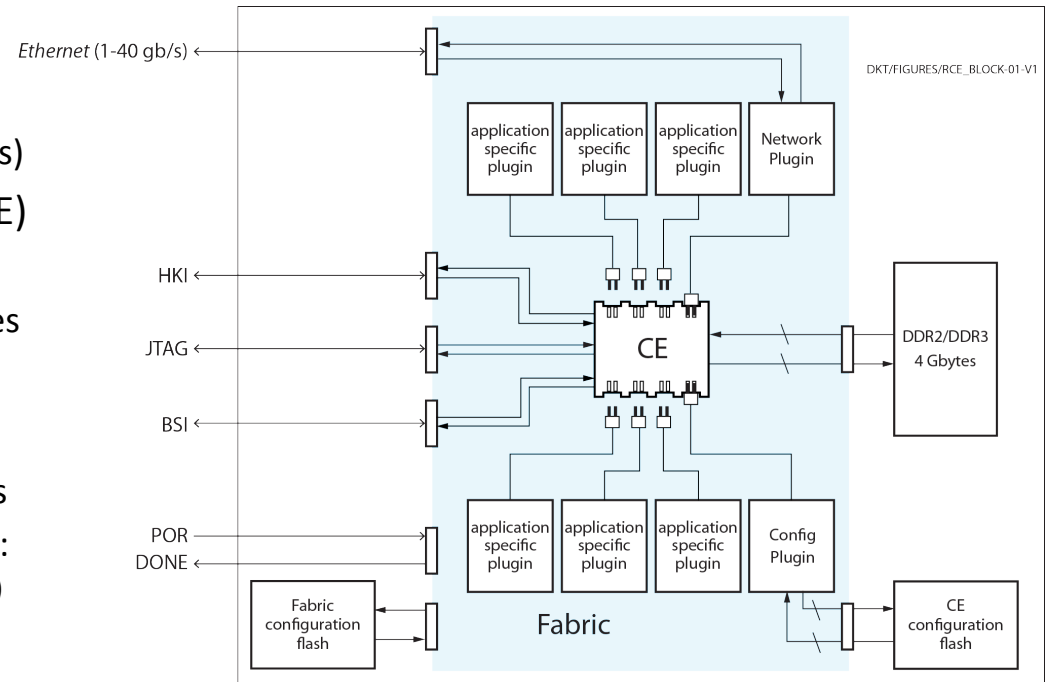 s)
E)
es
s
:
)
Ethernet (1-40 gb/s)
DKT/FIGURES/RCE_BLOCK-01-V1
application
specific
plugin
application
specific
plugin
application
specific
plugin
Network
Plugin
HKI
JTAG
BSI
CE
DDR2/DDR3
4 Gbytes
POR
DONE
application
specific
plugin
application
specific
plugin
application
specific
plugin
Config
Plugin
Fabric
configuration
flash
Fabric
CE
configuration
flash